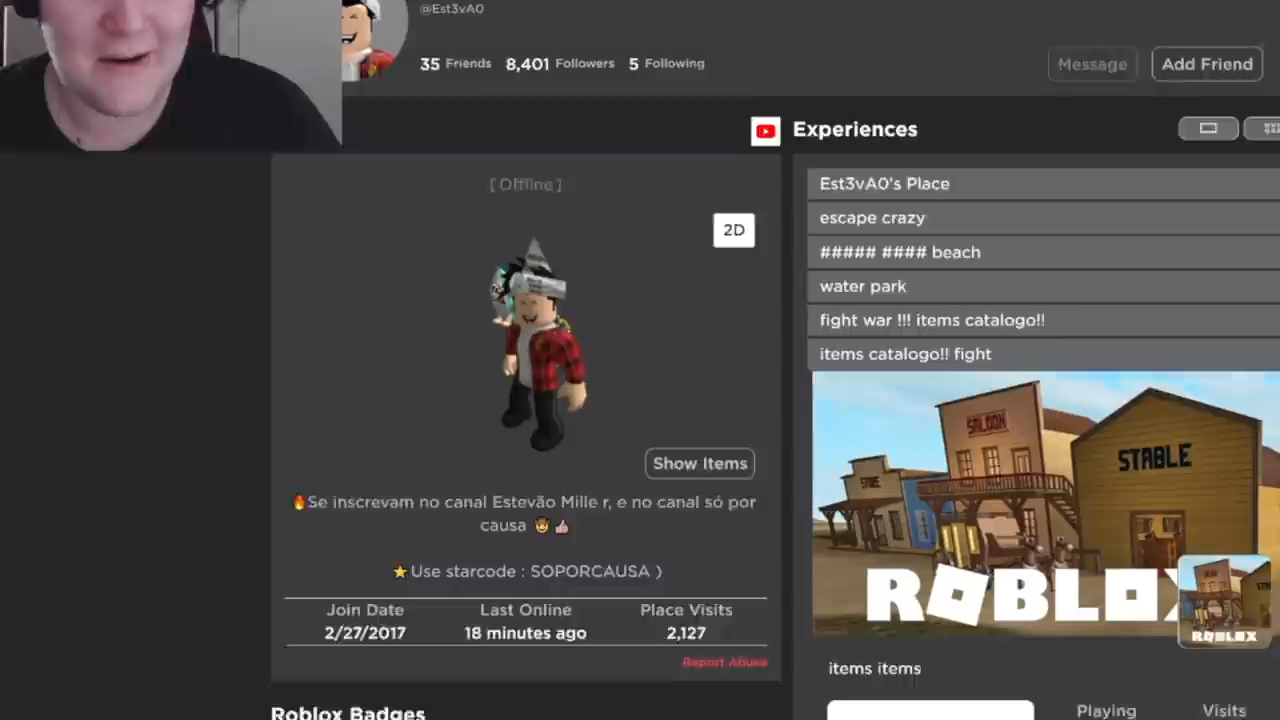 @Est3vA0
35 Friends 8,401 Followers 5 Following
Message Add Friend
Experiences
[ Offline ]
2D
Show Items
🔥Se inscrevam no canal Estevão Mille r, e no canal só por
causa 🤠👍🏻
⭐Use starcode : SOPORCAUSA )
Join Date Last Online Place Visits
2/27/2017 18 minutes ago 2,127
Report Abuse
Roblox Badges
Est3vA0's Place
escape crazy
##### #### beach
water park
fight war !!! items catalogo!!
items catalogo!! fight
SALOON
STABLE
STORE
ROBLOX
ROBLOX
items items
Playing Visits